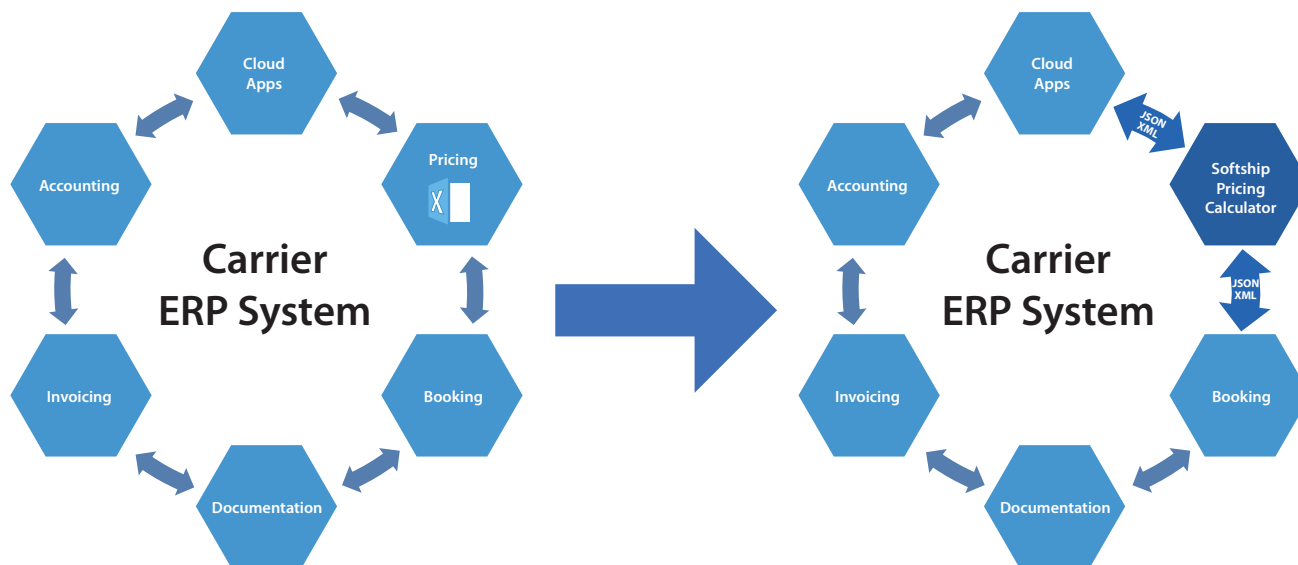 Cloud
Apps
Accounting
Pricing
X
Carrier
ERP System
Invoicing
Booking
Documentation
Cloud
Apps
JSON
XML
Accounting
Softship
Pricing
Calculator
Carrier
ERP System
JSON
XML
Invoicing
Booking
Documentation